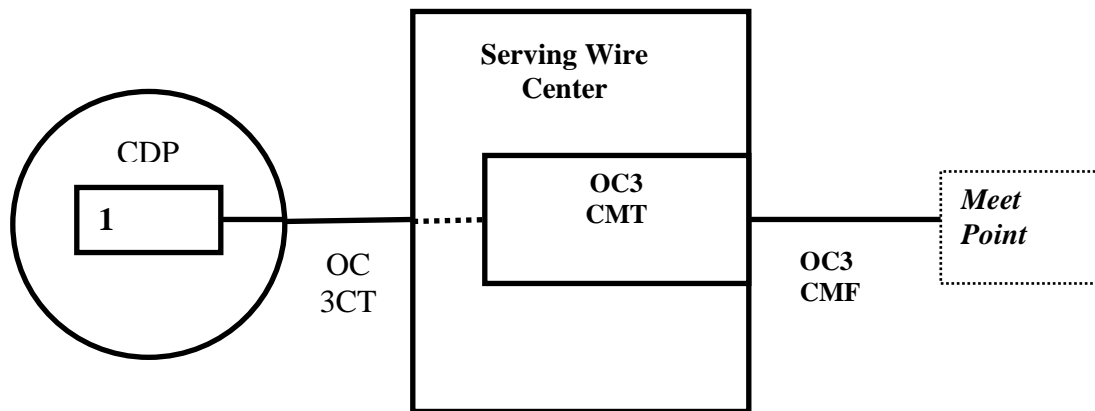 Serving Wire
Center
CDP
1
OC
3CT
OC3
CMT
OC3
CMF
Meet
Point